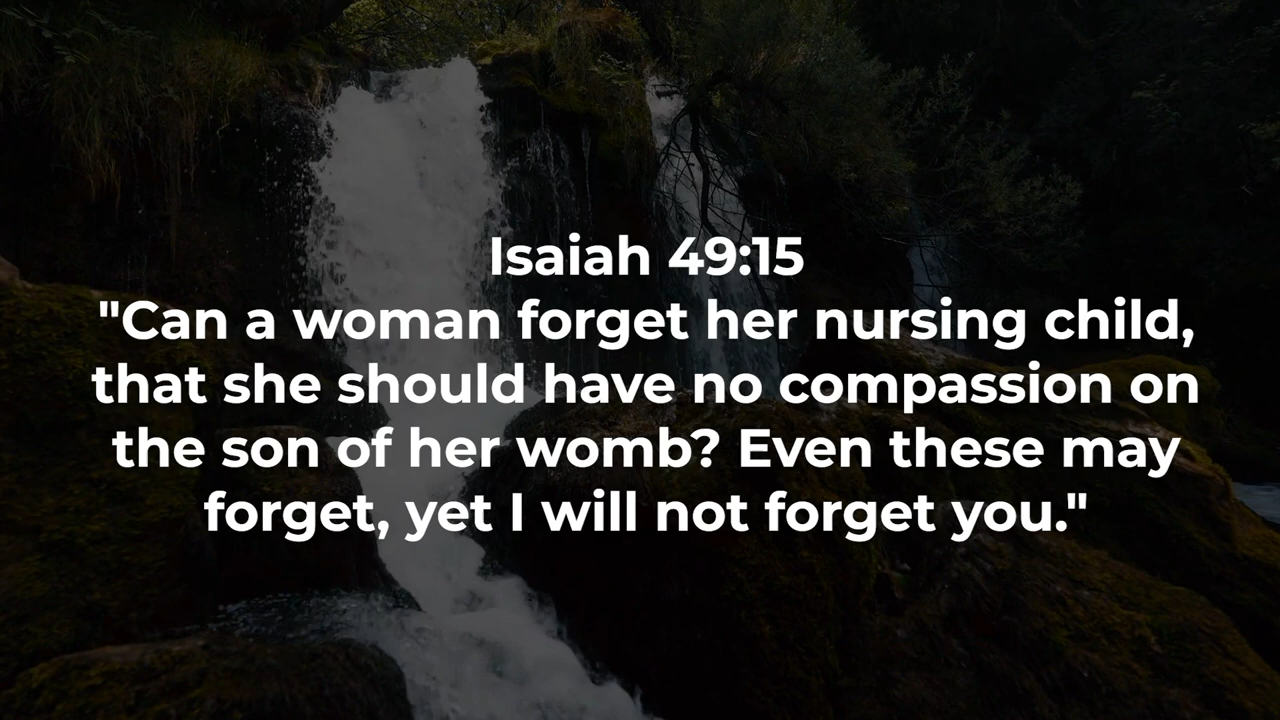 Isaiah 49:15
"Can a woman forget her nursing child,
that she should have no compassion on
the son of her womb? Even these may
forget, yet I will not forget you."